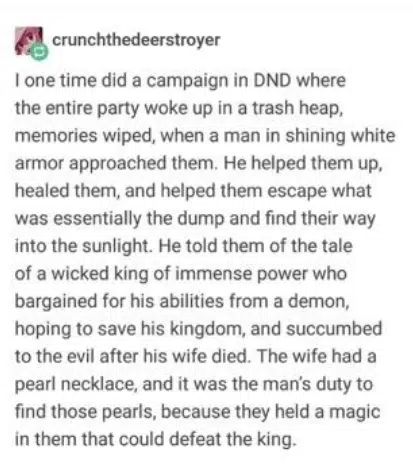 crunchthedeerstroyer
I one time did a campaign in DND where
the entire party woke up in a trash heap,
memories wiped, when a man in shining white
armor approached them. He helped them up,
healed them, and helped them escape what
was essentially the dump and find their way
into the sunlight. He told them of the tale
of a wicked king of immense power who
bargained for his abilities from a demon,
hoping to save his kingdom, and succumbed
to the evil after his wife died. The wife had a
pearl necklace, and it was the man's duty to
find those pearls, because they held a magic
in them that could defeat the king.